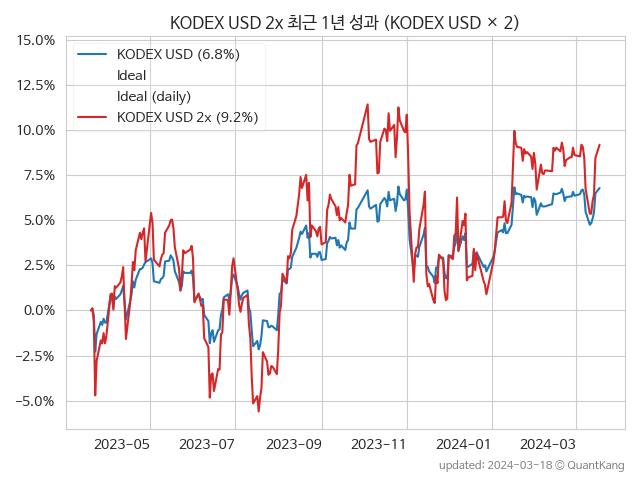 KODEX USD 2x 최근 1년 성과 (KODEX USD × 2)
15.0%
12.5%
10.0%
7.5%
5.0%
2.5%
0.0%
−2.5%
−5.0%
KODEX USD (6.8%)
Ideal
Ideal (daily)
KODEX USD 2x (9.2%)
2023-05
2023-07
2023-09
2023-11
2024-01
2024-03
updated: 2024-03-18 © QuantKang